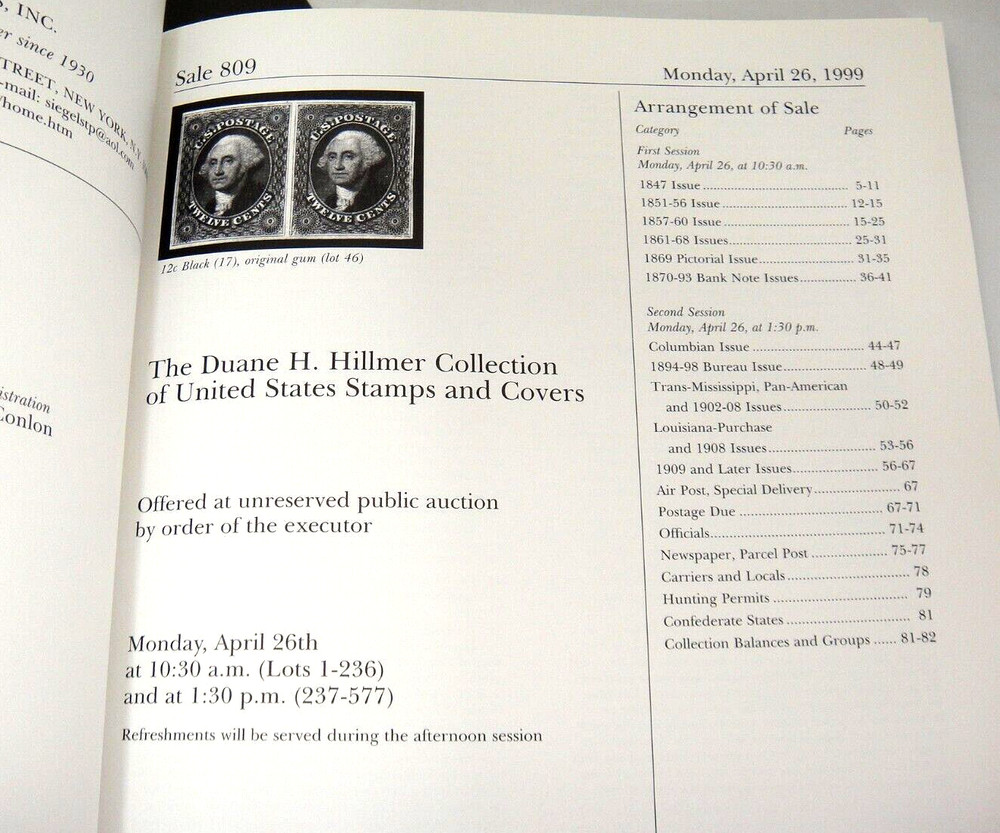 , INC.
er since 1930
STREET, NEW YORK, N.Y.
-mail: siegelstp@aol.com
/home.htm
istration
Conlon
Sale 809
Monday, April 26, 1999
U.S. POSTAGE
TWELVE CENTS
U.S. POSTAGE
TWELVE CENTS
12c Black (17), original gum (lot 46)
The Duane H. Hillmer Collection
of United States Stamps and Covers
Offered at unreserved public auction
by order of the executor
Monday, April 26th
at 10:30 a.m. (Lots 1-236)
and at 1:30 p.m. (237-577)
Refreshments will be served during the afternoon session
Arrangement of Sale
Category Pages
First Session
Monday, April 26, at 10:30 a.m.
1847 Issue 5-11
1851-56 Issue 12-15
1857-60 Issue 15-25
1861-68 Issues 25-31
1869 Pictorial Issue 31-35
1870-93 Bank Note Issues 36-41
Second Session
Monday, April 26, at 1:30 p.m.
Columbian Issue 44-47
1894-98 Bureau Issue 48-49
Trans-Mississippi, Pan-American
and 1902-08 Issues 50-52
Louisiana-Purchase
and 1908 Issues 53-56
1909 and Later Issues 56-67
Air Post, Special Delivery 67
Postage Due 67-71
Officials 71-74
Newspaper, Parcel Post 75-77
Carriers and Locals 78
Hunting Permits 79
Confederate States 81
Collection Balances and Groups 81-82